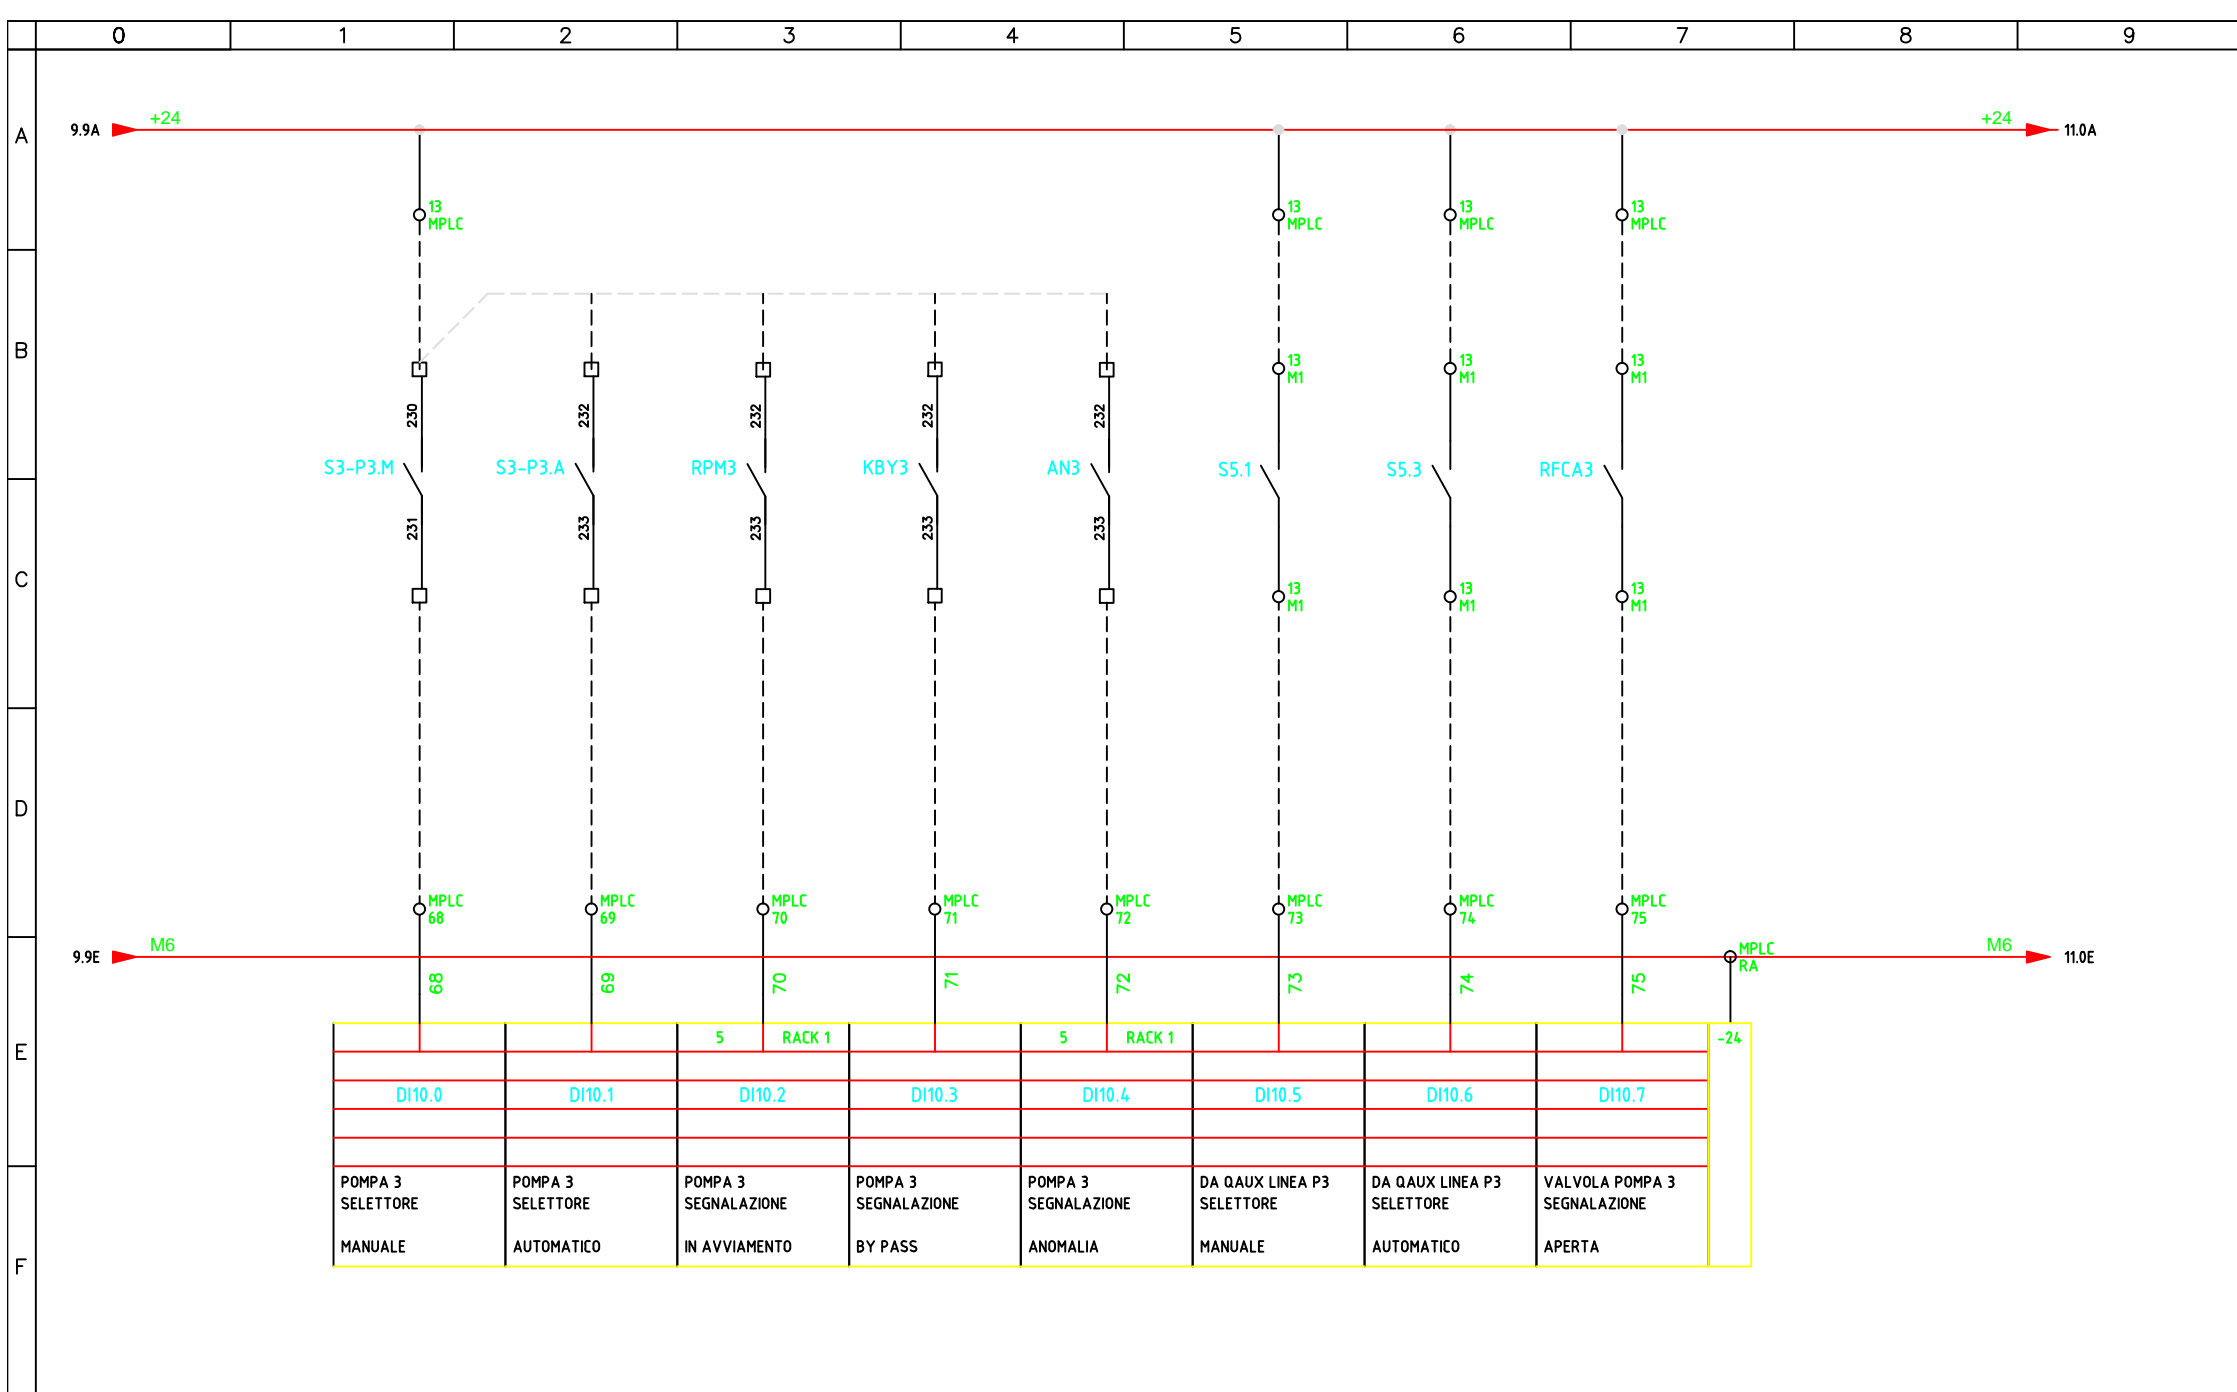 0 1 2 3 4 5 6 7 8 9
A
+24 +24
9.9A 11.0A
13 13 13 13
MPLC MPLC MPLC MPLC
B
13 13 13
M1 M1 M1
230 232 232 232 232
S3-P3.M S3-P3.A RPM3 KBY3 AN3 S5.1 S5.3 RFCA3
231 233 233 233 233
C
13 13 13
M1 M1 M1
D
MPLC MPLC MPLC MPLC MPLC MPLC MPLC MPLC
68 69 70 71 72 73 74 75
M6 MPLC M6
9.9E RA 11.0E
68 69 70 71 72 73 74 75
E
5 RACK 1 5 RACK 1 -24
DI10.0 DI10.1 DI10.2 DI10.3 DI10.4 DI10.5 DI10.6 DI10.7
POMPA 3 POMPA 3 POMPA 3 POMPA 3 POMPA 3 DA QAUX LINEA P3 DA QAUX LINEA P3 VALVOLA POMPA 3
SELETTORE SELETTORE SEGNALAZIONE SEGNALAZIONE SEGNALAZIONE SELETTORE SELETTORE SEGNALAZIONE
MANUALE AUTOMATICO IN AVVIAMENTO BY PASS ANOMALIA MANUALE AUTOMATICO APERTA
F